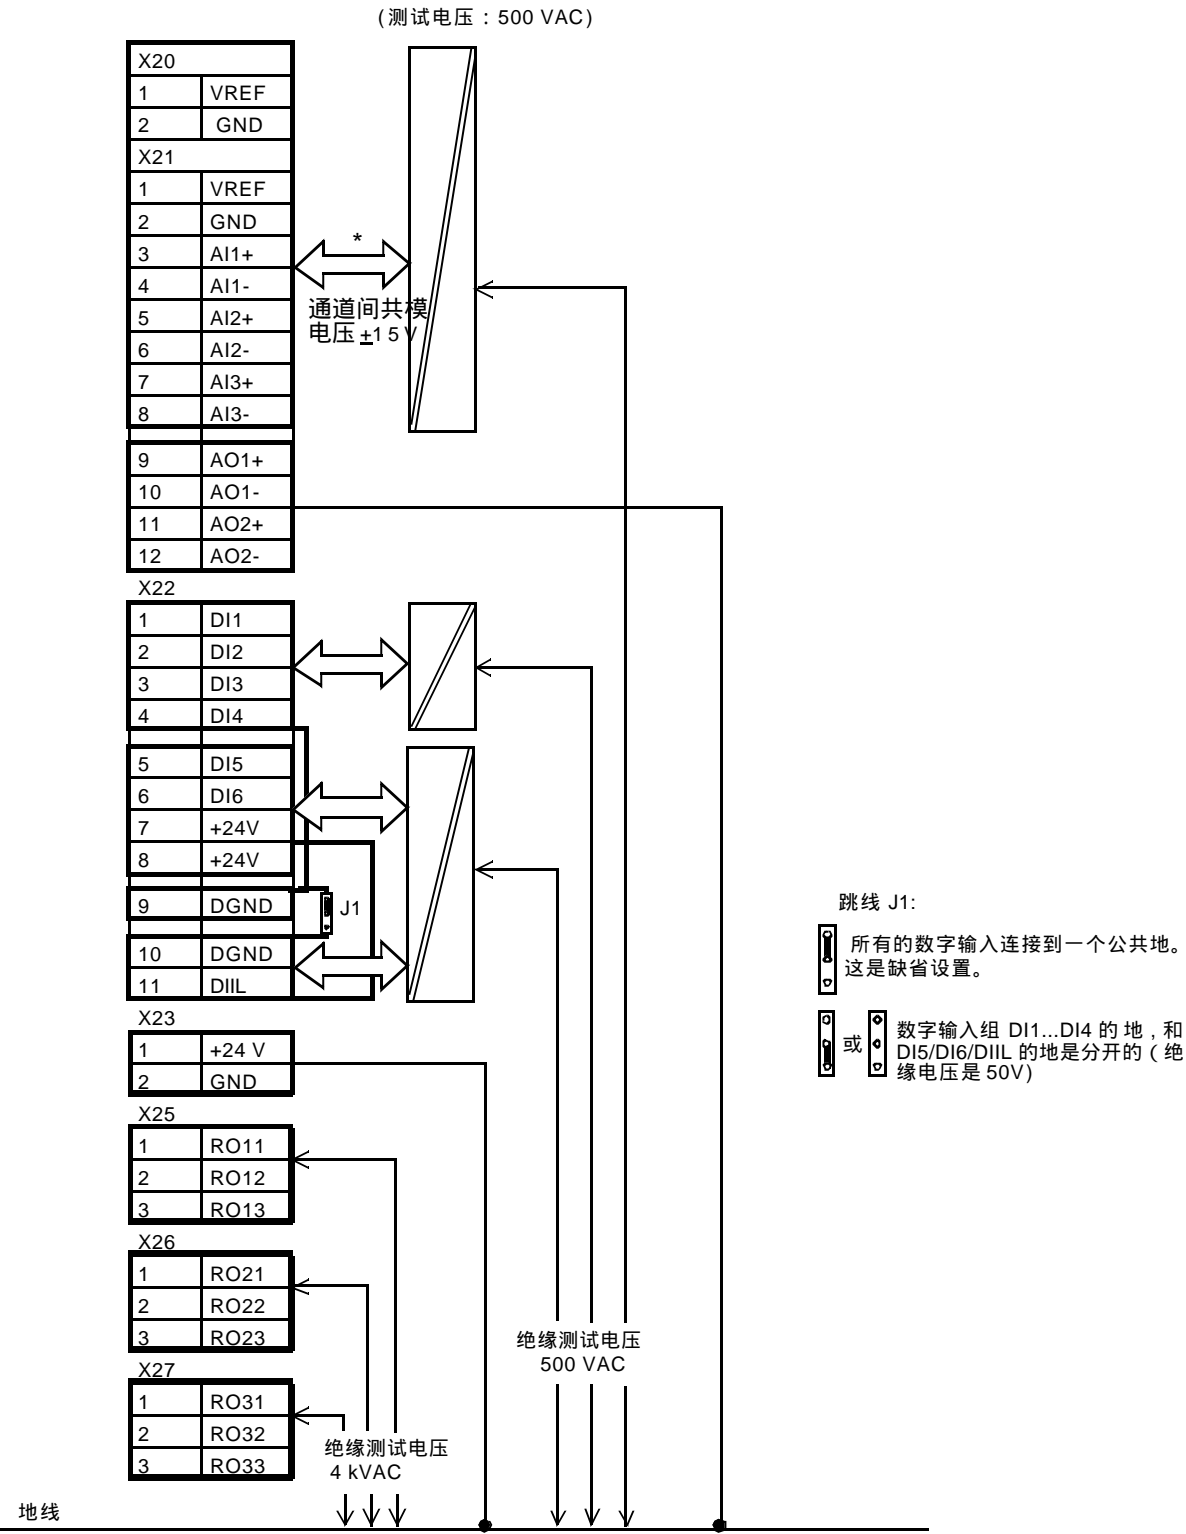 (测试电压:500 VAC)
X20
1 VREF
2 GND
X21
1 VREF
2 GND
3 AI1+
4 AI1-
5 AI2+
6 AI2-
7 AI3+
8 AI3-
9 AO1+
10 AO1-
11 AO2+
12 AO2-
*
通道间共模
电压 ±15V
X22
1 DI1
2 DI2
3 DI3
4 DI4
5 DI5
6 DI6
7 +24V
8 +24V
9 DGND
10 DGND
11 DIIL
J1
X23
1 +24 V
2 GND
X25
1 RO11
2 RO12
3 RO13
X26
1 RO21
2 RO22
3 RO23
X27
1 RO31
2 RO32
3 RO33
绝缘测试电压
500 VAC
绝缘测试电压
4 kVAC
地线
跳线 J1:
所有的数字输入连接到一个公共地。
这是缺省设置。
或
数字输入组 DI1...DI4 的 地 , 和
DI5/DI6/DIIL 的地是分开的(绝
缘电压是 50V)